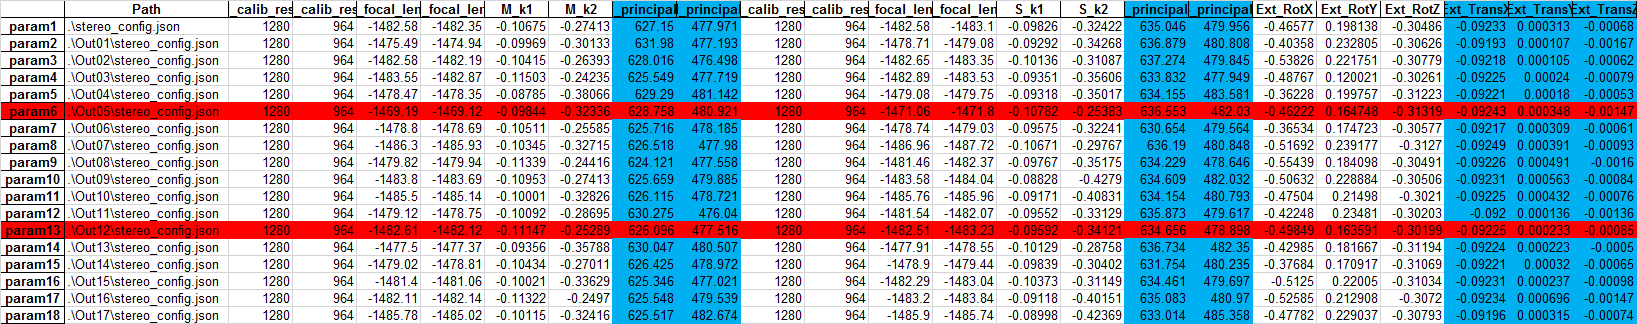 Path _calib_res _calib_res _focal_len _focal_len M_k1 M_k2 _principal _principal _calib_res _calib_res _focal_len _focal_len S_k1 S_k2 _principal _principal Ext_RotX Ext_RotY Ext_RotZ Ext_TransX Ext_TransY Ext_TransZ
param1 .\stereo_config.json 1280 964 -1482.58 -1482.35 -0.10675 -0.27413 627.15 477.971 1280 964 -1482.58 -1483.1 -0.09826 -0.32422 635.046 479.956 -0.46577 0.198138 -0.30486 -0.09233 0.000313 -0.00068
param2 .\Out01\stereo_config.json 1280 964 -1475.49 -1474.94 -0.09969 -0.30133 631.98 477.193 1280 964 -1478.71 -1479.08 -0.09292 -0.34268 636.879 480.808 -0.40358 0.232805 -0.30626 -0.09193 0.000107 -0.00167
param3 .\Out02\stereo_config.json 1280 964 -1482.58 -1482.19 -0.10415 -0.26393 628.016 476.498 1280 964 -1482.65 -1483.35 -0.10136 -0.31087 637.274 479.845 -0.53826 0.221751 -0.30779 -0.09218 0.000105 -0.00062
param4 .\Out03\stereo_config.json 1280 964 -1483.55 -1482.87 -0.11503 -0.24235 625.549 477.719 1280 964 -1482.89 -1483.53 -0.09351 -0.35606 633.832 477.949 -0.48767 0.120021 -0.30261 -0.09225 0.00024 -0.00079
param5 .\Out04\stereo_config.json 1280 964 -1478.47 -1478.35 -0.08785 -0.38066 629.29 481.142 1280 964 -1479.08 -1479.75 -0.09318 -0.35017 634.155 483.581 -0.36228 0.199757 -0.31223 -0.09221 0.00018 -0.00053
param6 .\Out05\stereo_config.json 1280 964 -1469.19 -1469.12 -0.09844 -0.32336 628.758 480.921 1280 964 -1471.06 -1471.8 -0.10782 -0.25383 636.553 482.03 -0.46222 0.164748 -0.31319 -0.09243 0.000348 -0.00147
param7 .\Out06\stereo_config.json 1280 964 -1478.8 -1478.69 -0.10511 -0.25585 625.716 478.185 1280 964 -1478.74 -1479.03 -0.09575 -0.32241 630.654 479.564 -0.36534 0.174723 -0.30577 -0.09217 0.000309 -0.00061
param8 .\Out07\stereo_config.json 1280 964 -1486.3 -1485.93 -0.10345 -0.32715 626.518 477.98 1280 964 -1486.96 -1487.72 -0.10671 -0.29767 636.19 480.848 -0.51692 0.239177 -0.3127 -0.09249 0.000391 -0.00093
param9 .\Out08\stereo_config.json 1280 964 -1479.82 -1479.94 -0.11339 -0.24416 624.121 477.558 1280 964 -1481.46 -1482.37 -0.09767 -0.35175 634.229 478.646 -0.55439 0.184098 -0.30491 -0.09226 0.000491 -0.0016
param10 .\Out09\stereo_config.json 1280 964 -1483.8 -1483.69 -0.10953 -0.27413 625.659 479.885 1280 964 -1483.58 -1484.04 -0.08828 -0.4279 634.609 482.032 -0.50632 0.228884 -0.30506 -0.09231 0.000563 -0.00084
param11 .\Out10\stereo_config.json 1280 964 -1485.5 -1485.14 -0.10001 -0.32826 626.115 478.721 1280 964 -1485.76 -1485.96 -0.09171 -0.40831 634.164 480.793 -0.47504 0.21498 -0.3021 -0.09225 0.000432 -0.00076
param12 .\Out11\stereo_config.json 1280 964 -1479.12 -1478.75 -0.10092 -0.28695 630.275 476.04 1280 964 -1481.54 -1482.07 -0.09552 -0.33129 635.873 479.617 -0.42248 0.23481 -0.30203 -0.092 0.000136 -0.00136
param13 .\Out12\stereo_config.json 1280 964 -1482.61 -1482.12 -0.11147 -0.25289 626.096 477.516 1280 964 -1482.51 -1483.23 -0.09592 -0.34121 634.656 478.898 -0.49849 0.163591 -0.30199 -0.09225 0.000233 -0.00085
param14 .\Out13\stereo_config.json 1280 964 -1477.5 -1477.37 -0.09356 -0.35788 630.047 480.507 1280 964 -1477.91 -1478.55 -0.10129 -0.28758 636.734 482.35 -0.42985 0.181667 -0.31194 -0.09224 0.000223 -0.0005
param15 .\Out14\stereo_config.json 1280 964 -1479.02 -1478.81 -0.10434 -0.27011 626.425 478.972 1280 964 -1478.9 -1479.44 -0.09839 -0.30402 631.754 480.235 -0.37684 0.170917 -0.31069 -0.09221 0.00032 -0.00065
param16 .\Out15\stereo_config.json 1280 964 -1481.4 -1481.06 -0.10021 -0.33629 625.346 477.021 1280 964 -1482.29 -1483.04 -0.10373 -0.31149 634.461 479.697 -0.5125 0.22005 -0.31034 -0.09231 0.000237 -0.00098
param17 .\Out16\stereo_config.json 1280 964 -1482.11 -1482.14 -0.11322 -0.2497 625.548 479.539 1280 964 -1483.2 -1483.84 -0.09118 -0.40151 635.083 480.97 -0.52585 0.212908 -0.3072 -0.09234 0.000696 -0.00147
param18 .\Out17\stereo_config.json 1280 964 -1485.78 -1485.02 -0.10115 -0.32416 625.517 482.674 1280 964 -1485.9 -1485.74 -0.08998 -0.42369 633.014 485.358 -0.47782 0.229037 -0.30713 -0.09196 0.000315 -0.00074